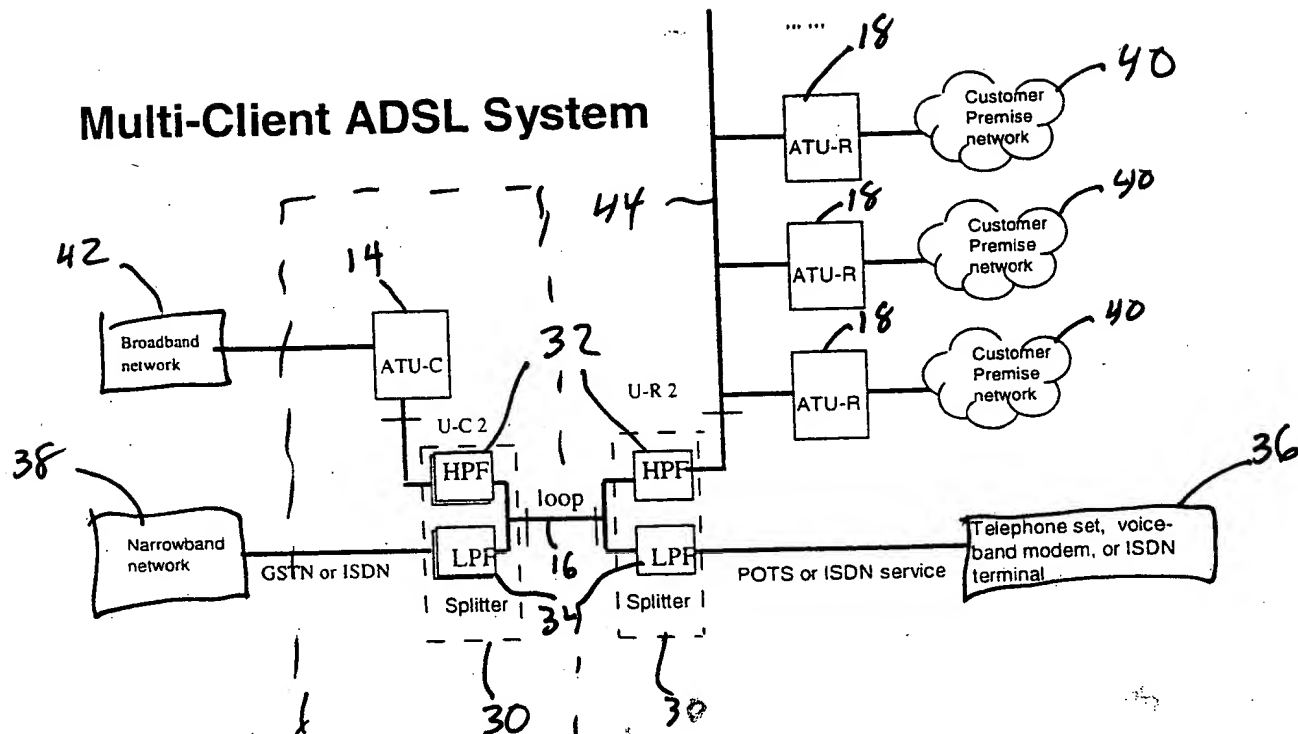 ...... 
18
40
Customer
Premise
network
ATU-R
Multi-Client ADSL System
44
18
40
Customer
Premise
network
ATU-R
42
14
32
18
40
Broadband
network
ATU-C
U-R 2
Customer
Premise
network
ATU-R
U-C 2
38
HPF
loop
HPF
36
Narrowband
network
GSTN or ISDN
LPF
16
LPF
POTS or ISDN service
Telephone set, voice-
band modem, or ISDN
terminal
Splitter
34
Splitter
30
30